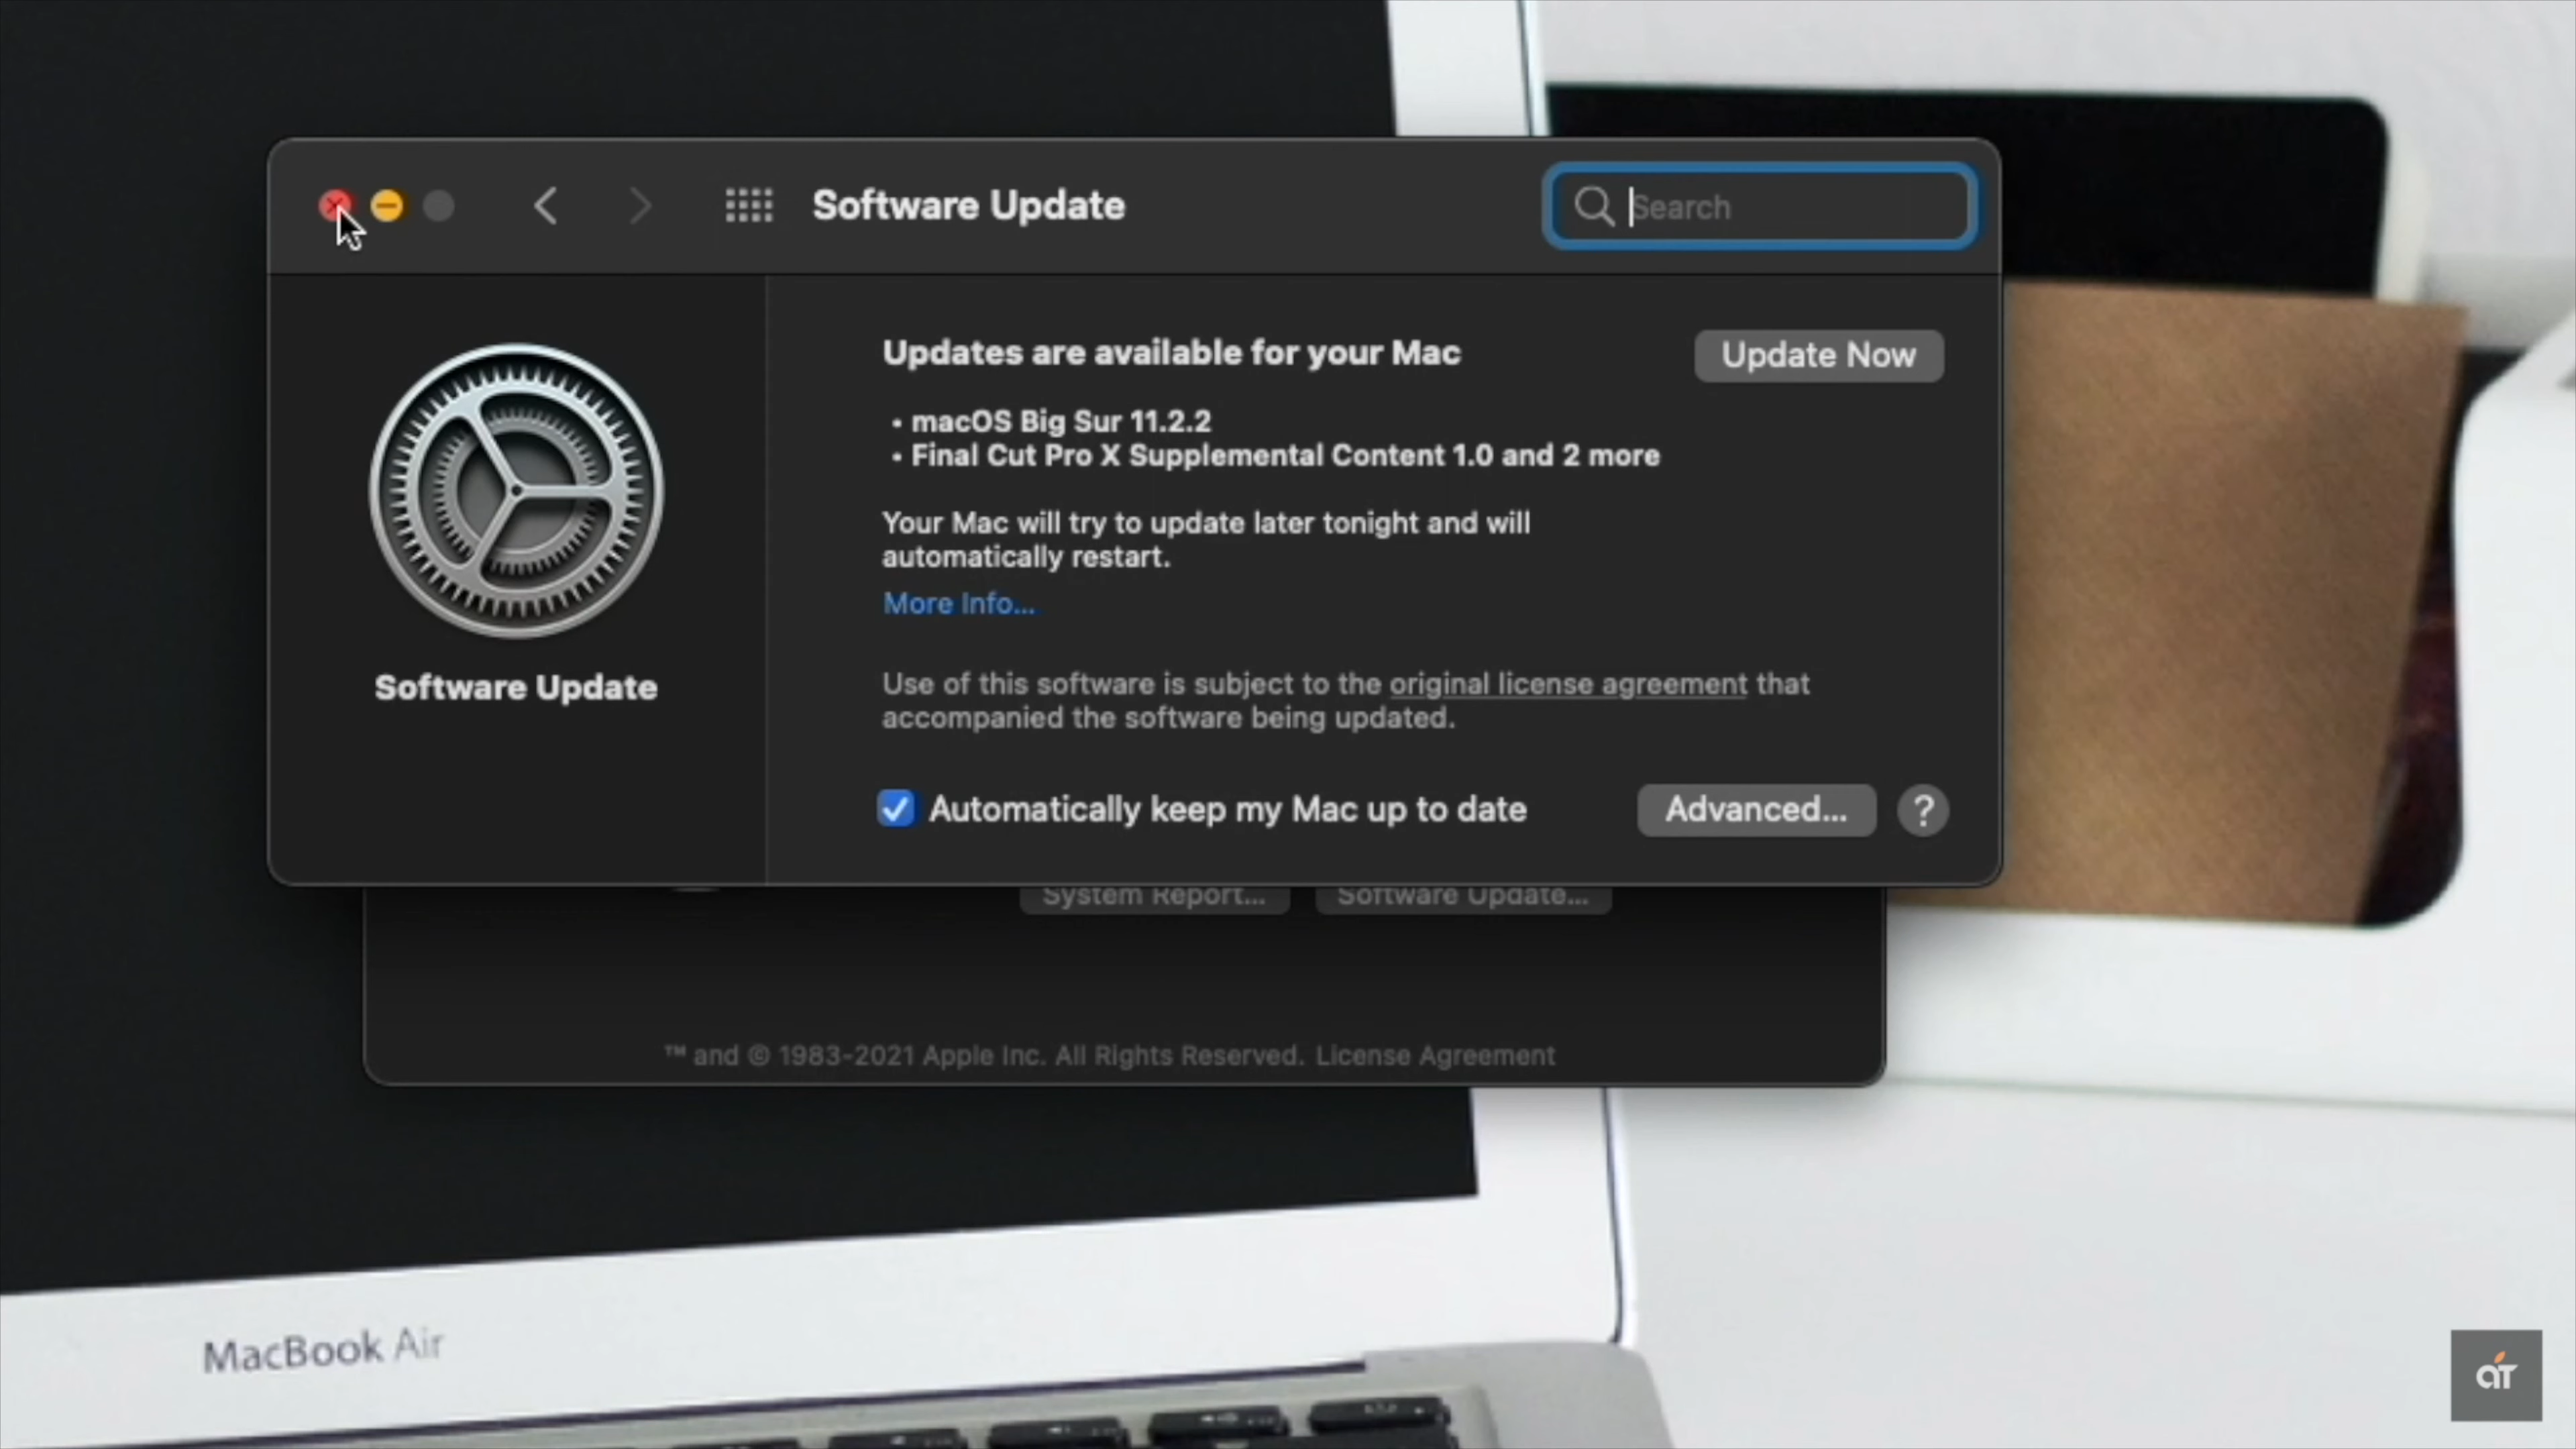 Software Update
Search
Updates are available for your Mac
Update Now
• macOS Big Sur 11.2.2
• Final Cut Pro X Supplemental Content 1.0 and 2 more
Your Mac will try to update later tonight and will
automatically restart.
More Info...
Software Update
Use of this software is subject to the original license agreement that
accompanied the software being updated.
Automatically keep my Mac up to date
Advanced...
?
System Report...
Software Update...
™ and © 1983-2021 Apple Inc. All Rights Reserved. License Agreement
MacBook Air
aT